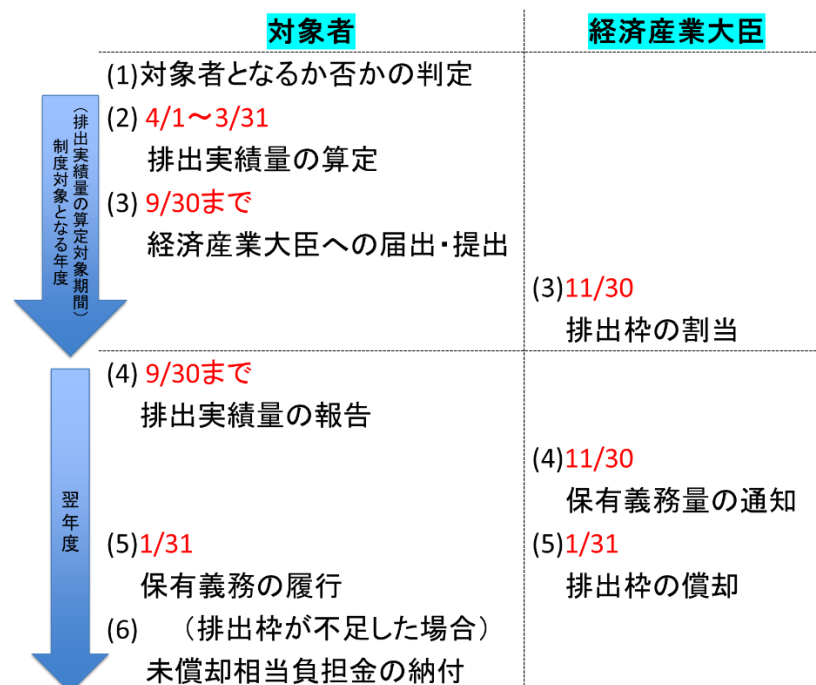 対象者
経済産業大臣
(排出実績量の算定対象期間)
制度対象となる年度
(1)対象者となるか否かの判定
(2) 4/1~3/31
排出実績量の算定
(3) 9/30まで
経済産業大臣への届出・提出
(3)11/30
排出枠の割当
翌年度
(4) 9/30まで
排出実績量の報告
(4)11/30
保有義務量の通知
(5)1/31
保有義務の履行
(5)1/31
排出枠の償却
(6) (排出枠が不足した場合)
未償却相当負担金の納付